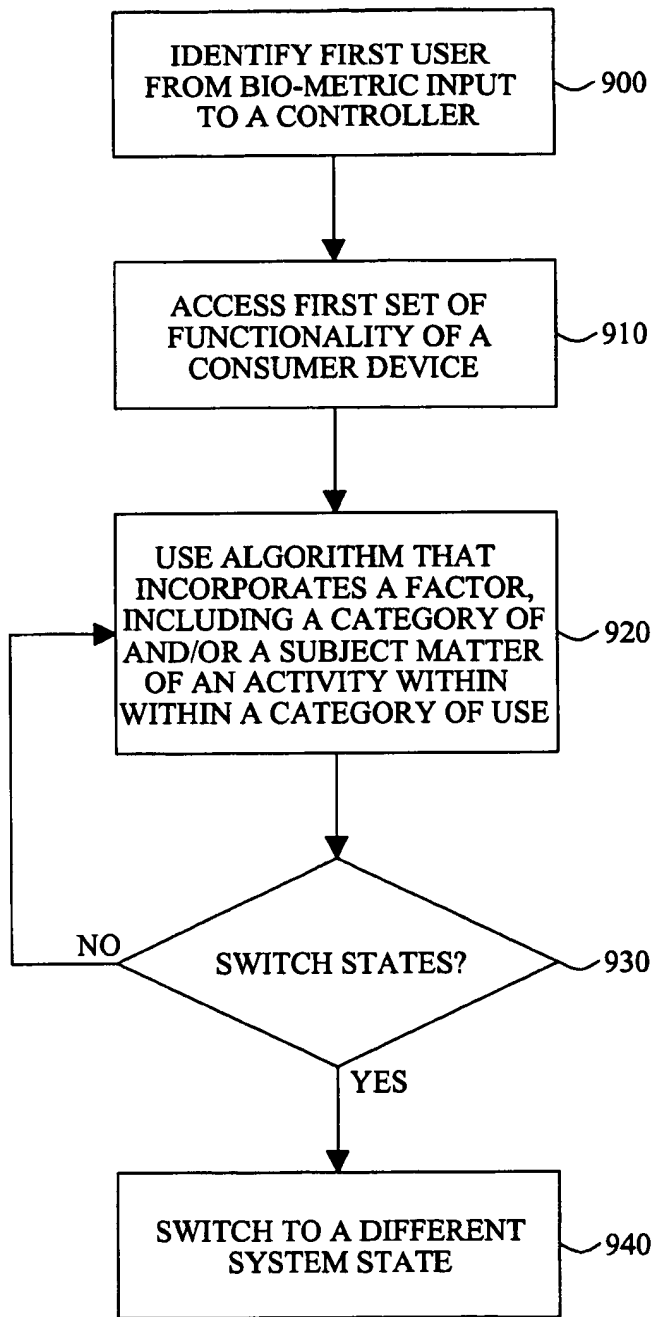 IDENTIFY FIRST USER
FROM BIO-METRIC INPUT
TO A CONTROLLER
900
ACCESS FIRST SET OF
FUNCTIONALITY OF A
CONSUMER DEVICE
910
USE ALGORITHM THAT
INCORPORATES A FACTOR,
INCLUDING A CATEGORY OF
AND/OR A SUBJECT MATTER
OF AN ACTIVITY WITHIN
WITHIN A CATEGORY OF USE
920
NO
SWITCH STATES?
930
YES
SWITCH TO A DIFFERENT
SYSTEM STATE
940